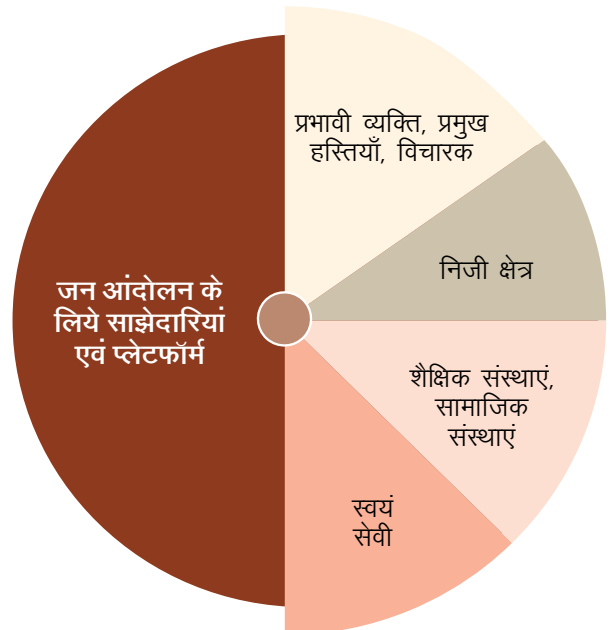 जन आंदोलन के
लिये साझेदारियां
एवं प्लेटफॉर्म
प्रभावी व्यक्ति, प्रमुख
हस्तियाँ, विचारक
निजी क्षेत्र
शैक्षिक संस्थाएं,
सामाजिक
संस्थाएं
स्वयं
सेवी